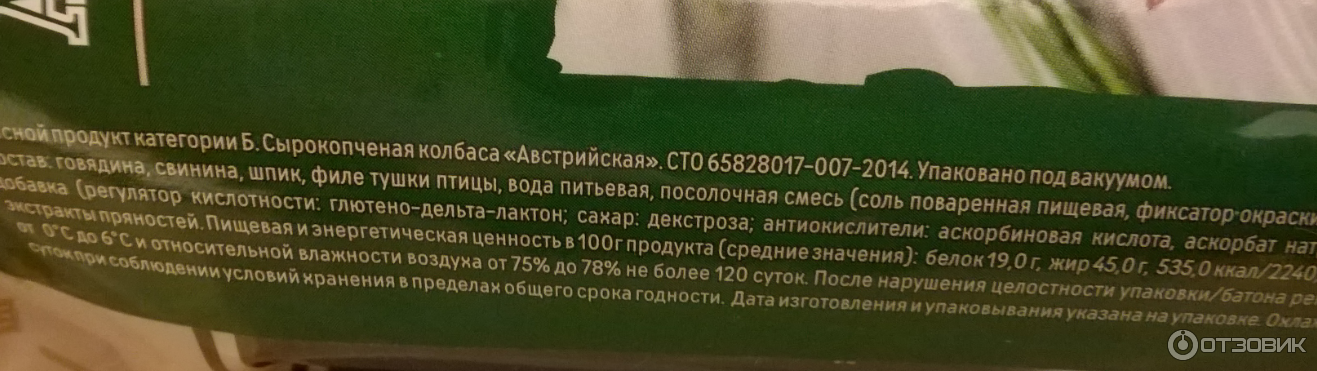 сной продукт категории Б. Сырокопченая колбаса «Австрийская». СТО 65828017-007-2014. Упаковано под вакуумом.
остав: говядина, свинина, шпик, филе тушки птицы, вода питьевая, посолочная смесь (соль поваренная пищевая, фиксатор окраски
добавка (регулятор кислотности: глютено-дельта-лактон; сахар: декстроза; антиокислители: аскорбиновая кислота, аскорбат нат
экстракты пряностей. Пищевая и энергетическая ценность в 100г продукта (средние значения): белок 19,0 г, жир 45,0 г, 535,0 ккал/2240
от 0°С до 6°С и относительной влажности воздуха от 75% до 78% не более 120 суток. После нарушения целостности упаковки/батона ре
суток при соблюдении условий хранения в пределах общего срока годности. Дата изготовления и упаковывания указана на упаковке. Охла
ОТЗОВИК